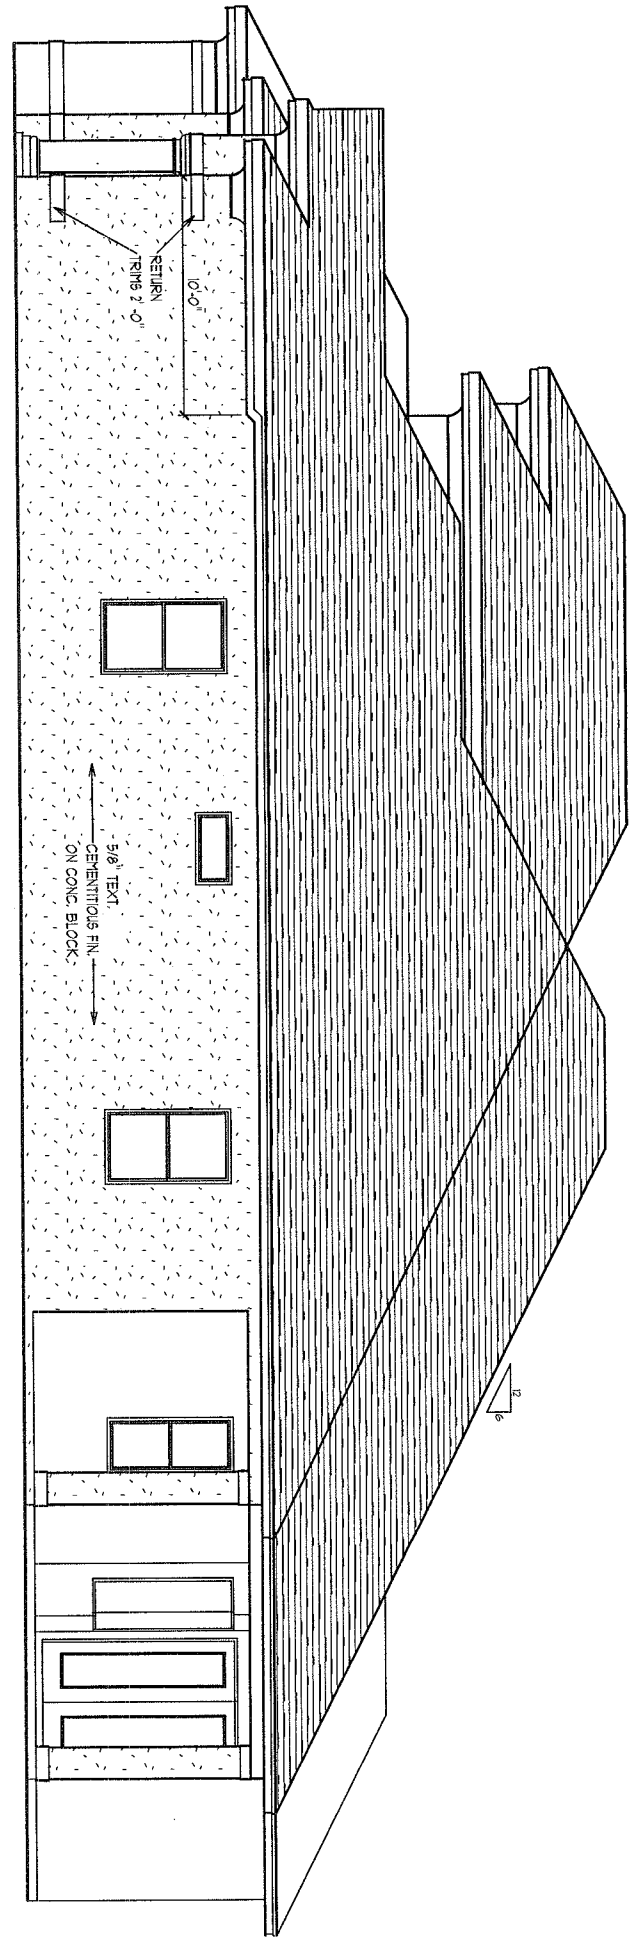 RETURN
TRIMS 2'-0"
10'-0"
5/8" TEXT
CEMENTITIOUS FIN.
ON CONC. BLOCK
12
6